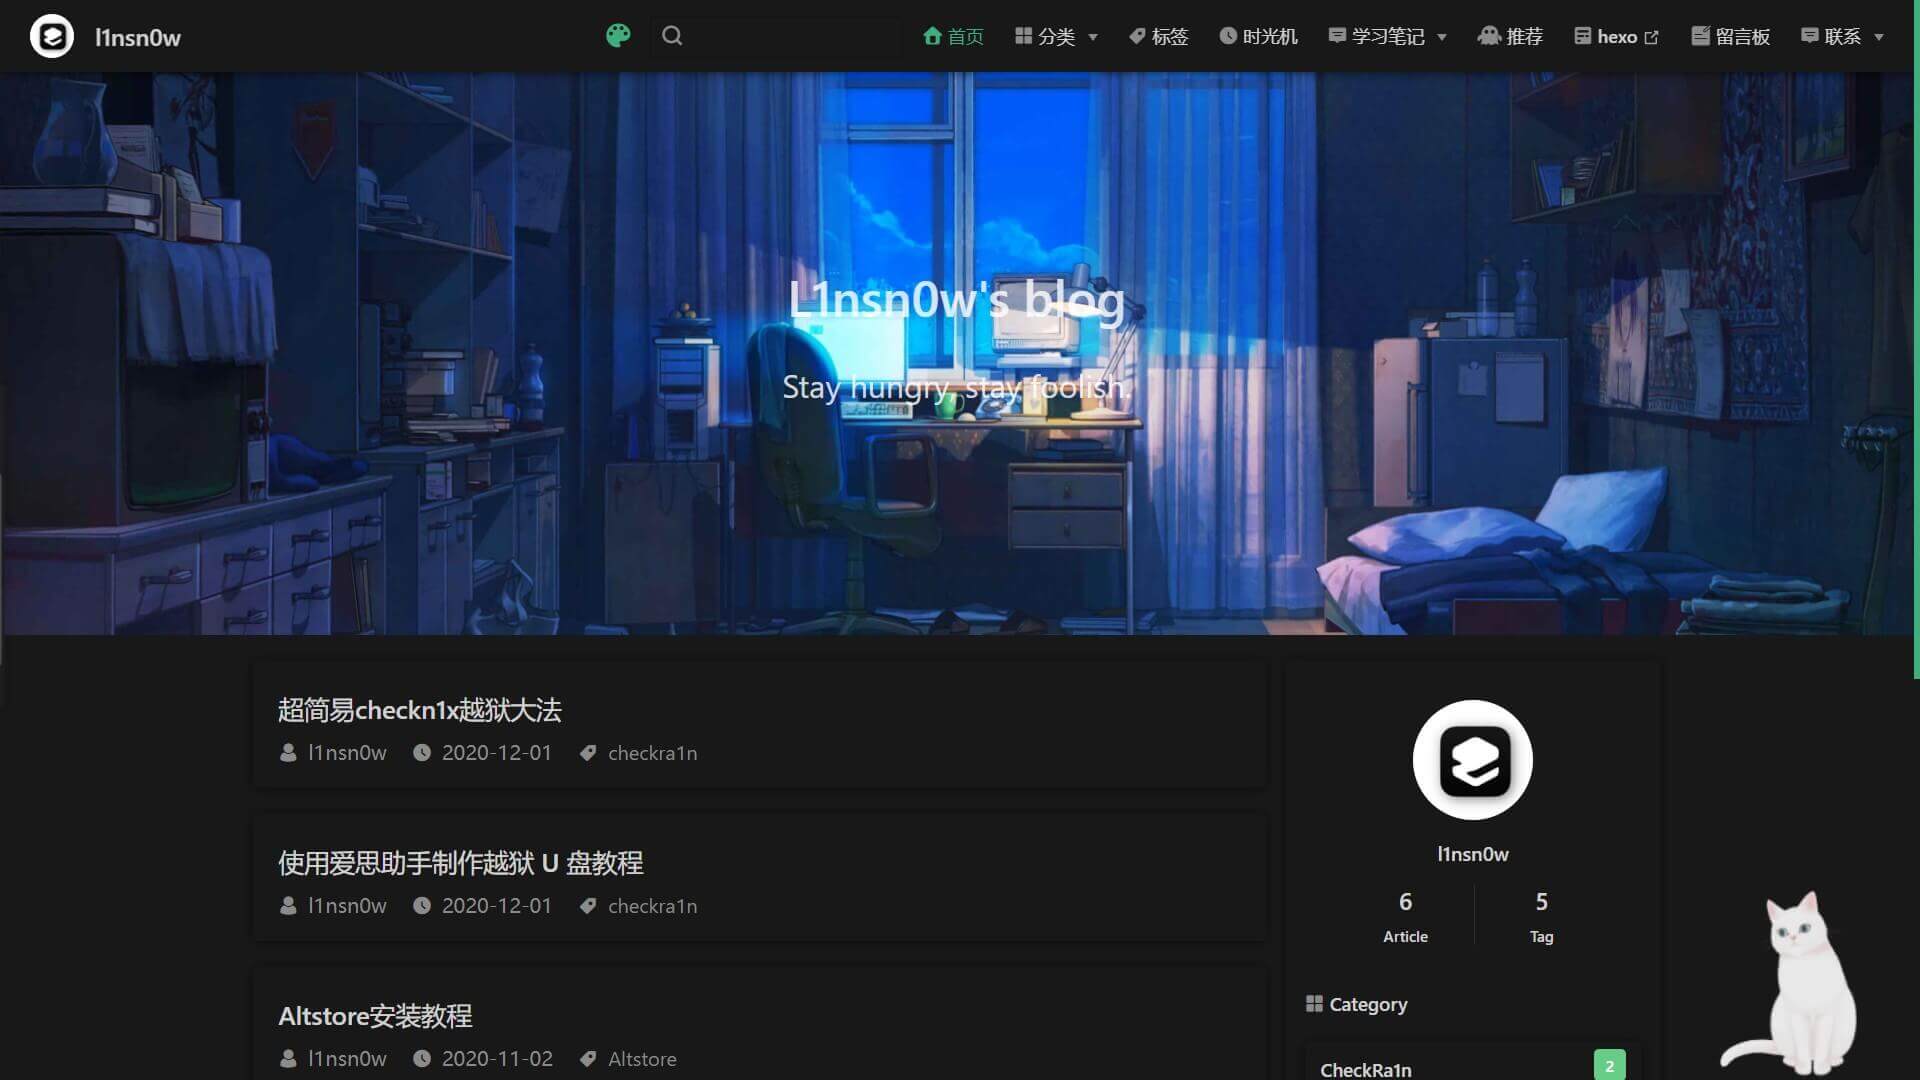 l1nsn0w
首页
分类
标签
时光机
学习笔记
推荐
hexo
留言板
联系
L1nsn0w's blog
Stay hungry, stay foolish.
超简易checkn1x越狱大法
l1nsn0w 2020-12-01 checkra1n
使用爱思助手制作越狱 U 盘教程
l1nsn0w 2020-12-01 checkra1n
Altstore安装教程
l1nsn0w 2020-11-02 Altstore
l1nsn0w
6 5
Article Tag
Category
CheckRa1n 2